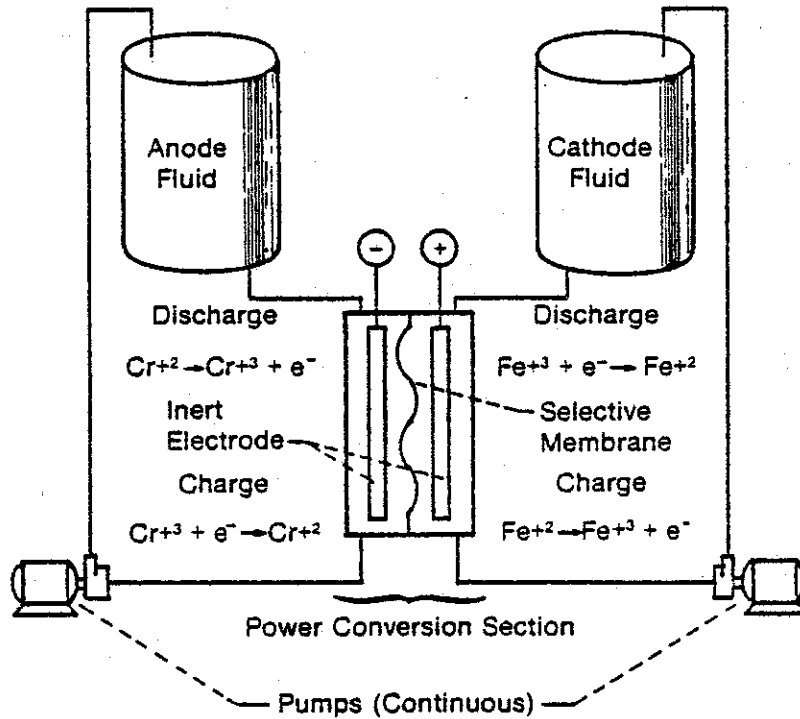 Anode
Fluid
Cathode
Fluid
−
+
Discharge
Cr+² → Cr+³ + e⁻
Discharge
Fe+³ + e⁻ → Fe+²
Inert
Electrode
Selective
Membrane
Charge
Cr+³ + e⁻ → Cr+²
Charge
Fe+² → Fe+³ + e⁻
Power Conversion Section
Pumps (Continuous)